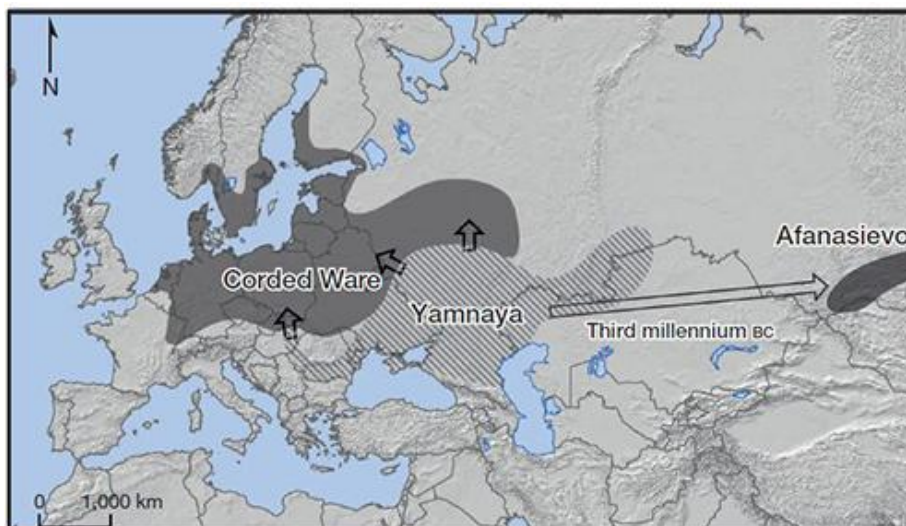 N
Afanasievo
Corded Ware
Yamnaya
Third millennium BC
0 1,000 km